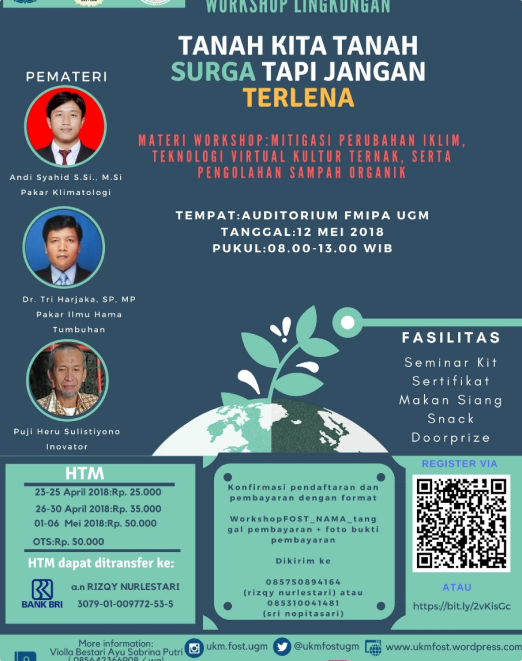 WORKSHOP LINGKUNGAN
TANAH KITA TANAH
SURGA TAPI JANGAN
TERLENA
PEMATERI
Andi Syahid S.Si., M.Si
Pakar Klimatologi
Dr. Tri Harjaka, SP, MP
Pakar Ilmu Hama
Tumbuhan
Puji Heru Sulistiyono
Inovator
MATERI WORKSHOP:MITIGASI PERUBAHAN IKLIM,
TEKNOLOGI VIRTUAL KULTUR TERNAK, SERTA
PENGOLAHAN SAMPAH ORGANIK
TEMPAT:AUDITORIUM FMIPA UGM
TANGGAL:12 MEI 2018
PUKUL:08.00-13.00 WIB
FASILITAS
Seminar Kit
Sertifikat
Makan Siang
Snack
Doorprize
HTM
23-25 April 2018:Rp. 25.000
26-30 April 2018:Rp. 35.000
01-06 Mei 2018:Rp. 50.000
OTS:Rp. 50.000
HTM dapat ditransfer ke:
BANK BRI
a.n RIZQY NURLESTARI
3079-01-009772-53-5
Konfirmasi pendaftaran dan
pembayaran dengan format
WorkshopFOST_NAMA_tang
gal pembayaran + foto bukti
pembayaran
Dikirim ke
085750894164
(rizqy nurlestari) atau
085310041481
(sri nopitasari)
REGISTER VIA
ATAU
https://bit.ly/2vKisGc
More information:
Violla Bestari Ayu Sabrina Putri
( 085642366908 / wa)
ukm.fost.ugm
@ukmfostugm
www.ukmfost.wordpress.com